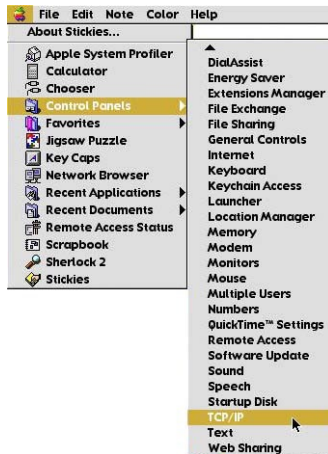 File Edit Note Color Help
About Stickies...
Apple System Profiler
Calculator
Chooser
Control Panels
Favorites
Jigsaw Puzzle
Key Caps
Network Browser
Recent Applications
Recent Documents
Remote Access Status
Scrapbook
Sherlock 2
Stickies
DialAssist
Energy Saver
Extensions Manager
File Exchange
File Sharing
General Controls
Internet
Keyboard
Keychain Access
Launcher
Location Manager
Memory
Modem
Monitors
Mouse
Multiple Users
Numbers
QuickTime™ Settings
Remote Access
Software Update
Sound
Speech
Startup Disk
TCP/IP
Text
Web Sharing